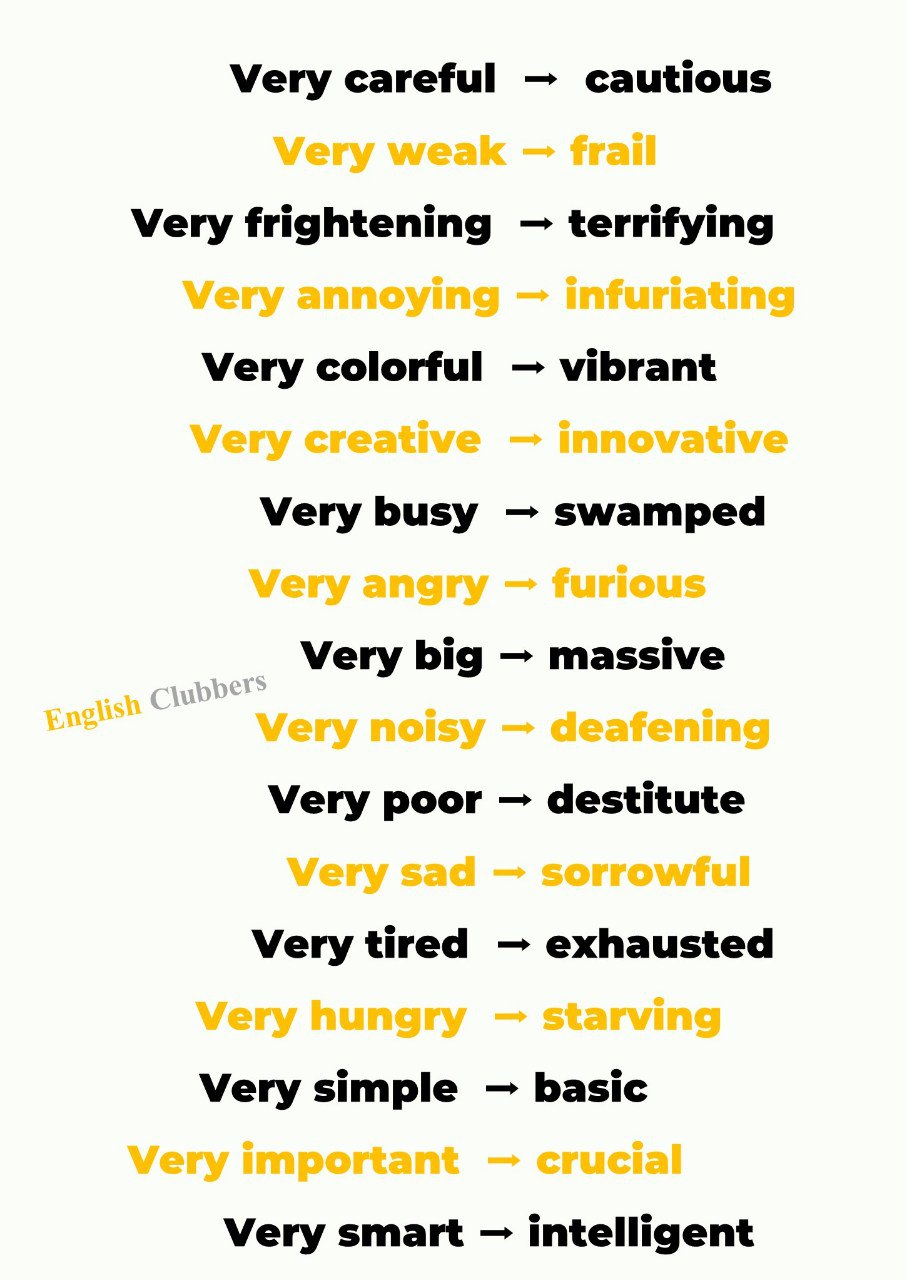 Very careful → cautious
Very weak → frail
Very frightening → terrifying
Very annoying → infuriating
Very colorful → vibrant
Very creative → innovative
Very busy → swamped
Very angry → furious
Very big → massive
English Clubbers
Very noisy → deafening
Very poor → destitute
Very sad → sorrowful
Very tired → exhausted
Very hungry → starving
Very simple → basic
Very important → crucial
Very smart → intelligent